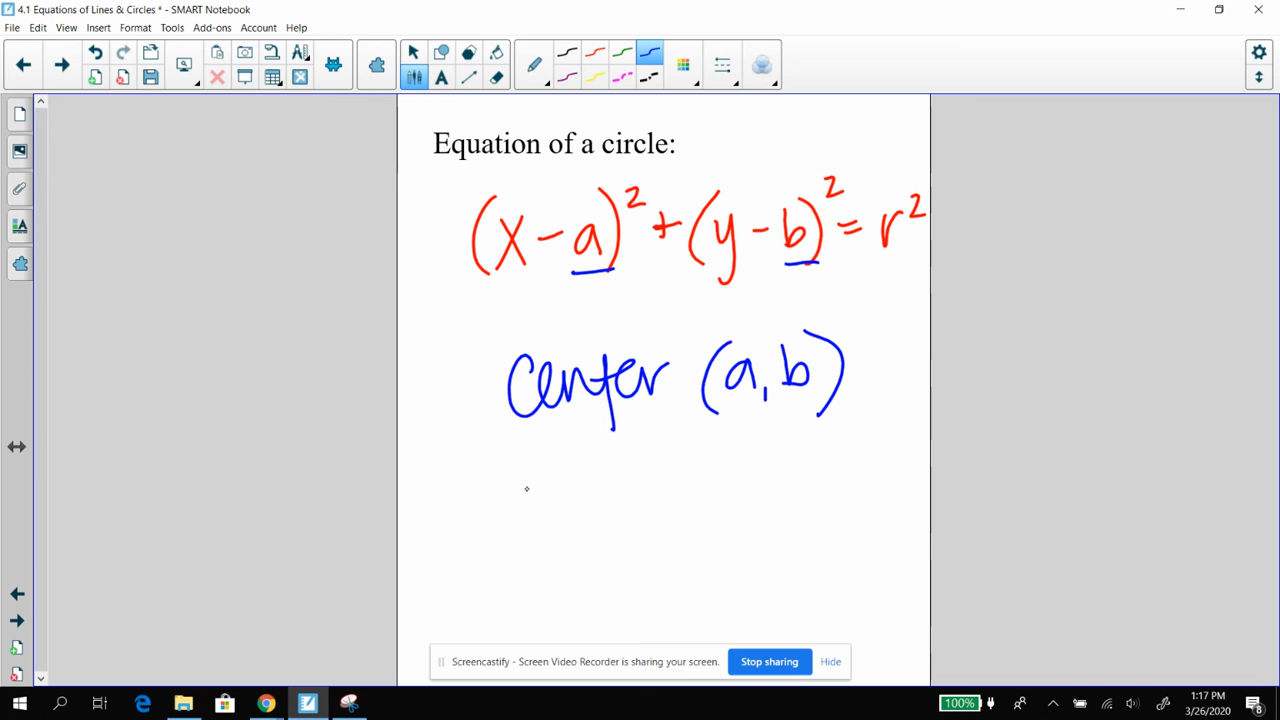 4.1 Equations of Lines & Circles * - SMART Notebook
File Edit View Insert Format Tools Add-ons Account Help
Equation of a circle:
(x - a)² + (y - b)² = r²
center (a, b)
Screencastify - Screen Video Recorder is sharing your screen. Stop sharing Hide
100%
1:17 PM
3/26/2020
8